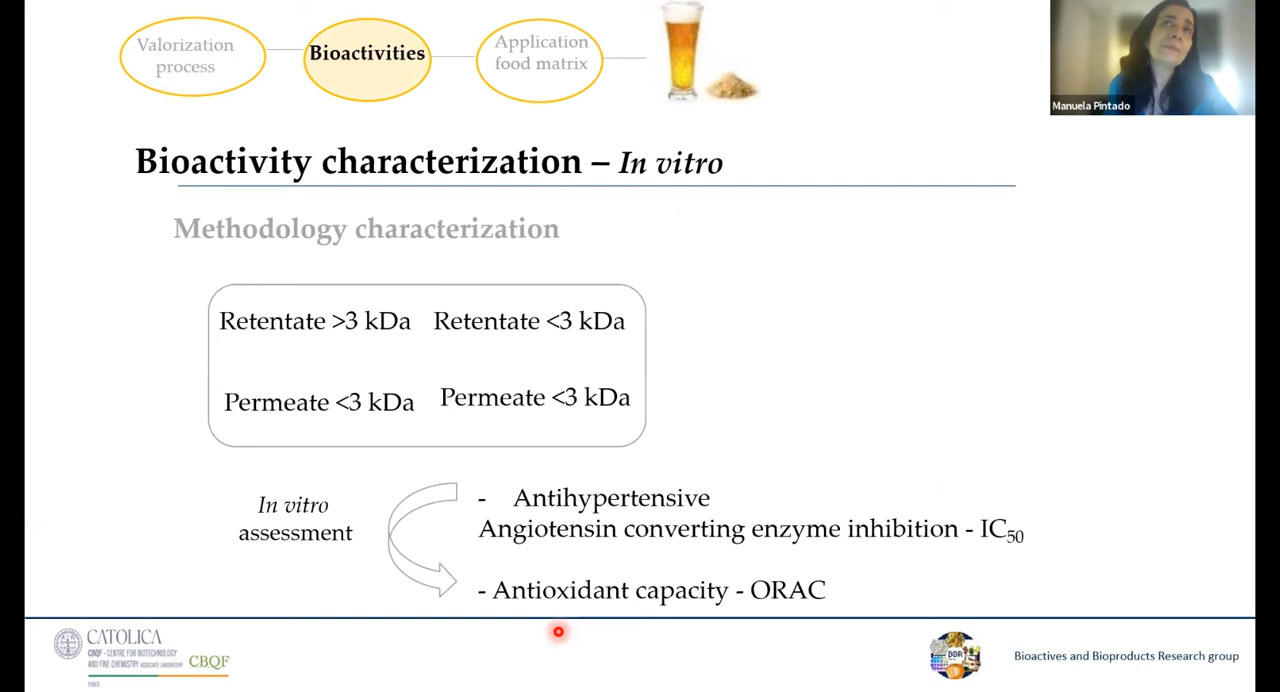 Valorization
process
Bioactivities
Application
food matrix
Manuela Pintado
Bioactivity characterization – In vitro
Methodology characterization
Retentate >3 kDa Retentate <3 kDa
Permeate <3 kDa Permeate <3 kDa
In vitro
assessment
- Antihypertensive
Angiotensin converting enzyme inhibition - IC50
- Antioxidant capacity - ORAC
CATOLICA
CBQF - CENTRE FOR BIOTECHNOLOGY
AND FINE CHEMISTRY ASSOCIATE LABORATORY
CBQF
PORTO
Bioactives and Bioproducts Research group